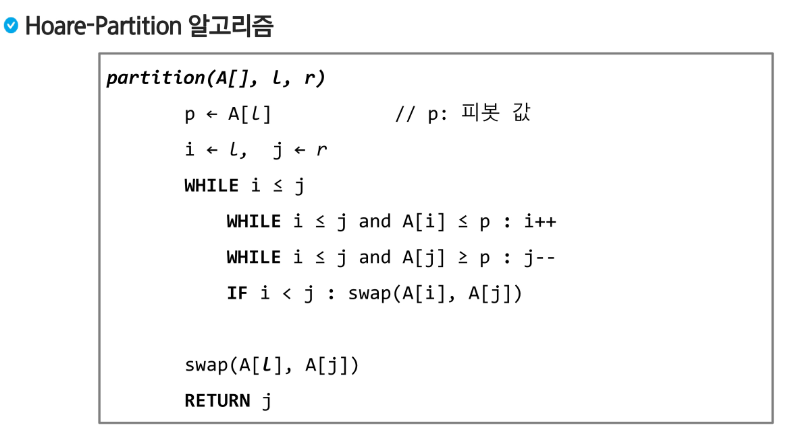 Hoare-Partition 알고리즘
partition(A[], l, r)
p ← A[l] // p: 피봇 값
i ← l, j ← r
WHILE i ≤ j
WHILE i ≤ j and A[i] ≤ p : i++
WHILE i ≤ j and A[j] ≥ p : j--
IF i < j : swap(A[i], A[j])
swap(A[l], A[j])
RETURN j